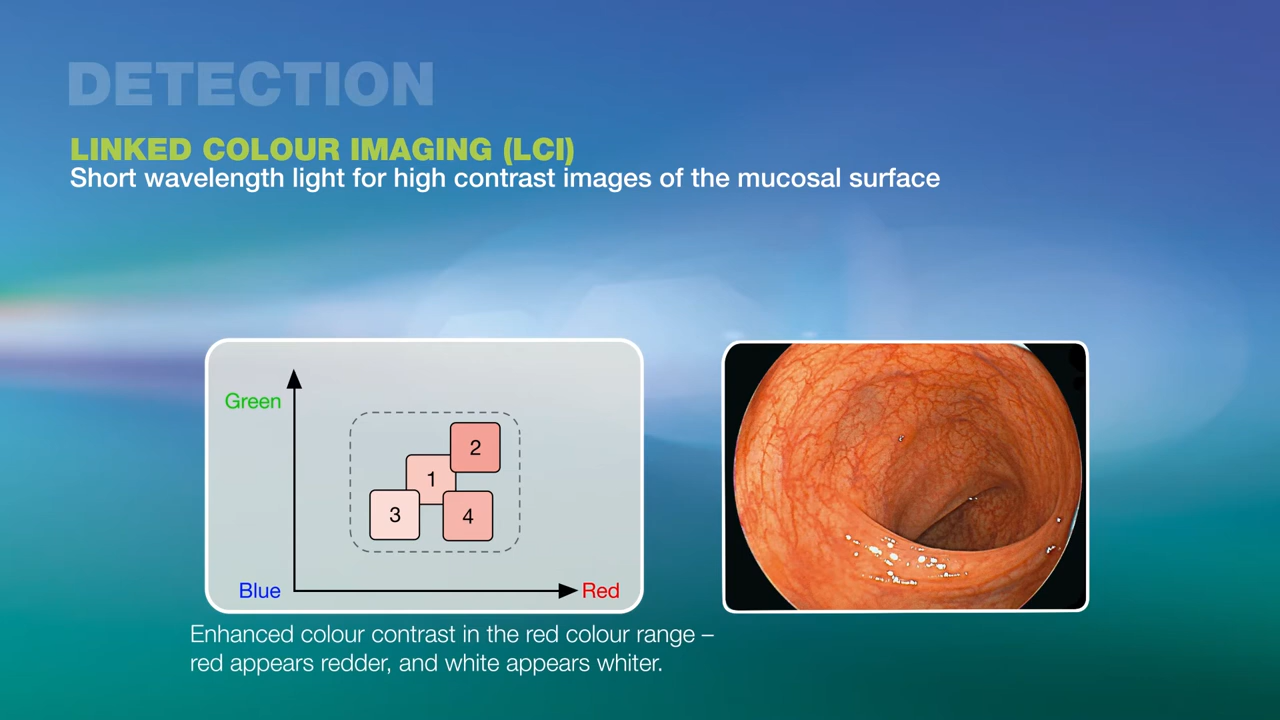 DETECTION
LINKED COLOUR IMAGING (LCI)
Short wavelength light for high contrast images of the mucosal surface
Green
2
1
3
4
Blue
Red
Enhanced colour contrast in the red colour range –
red appears redder, and white appears whiter.